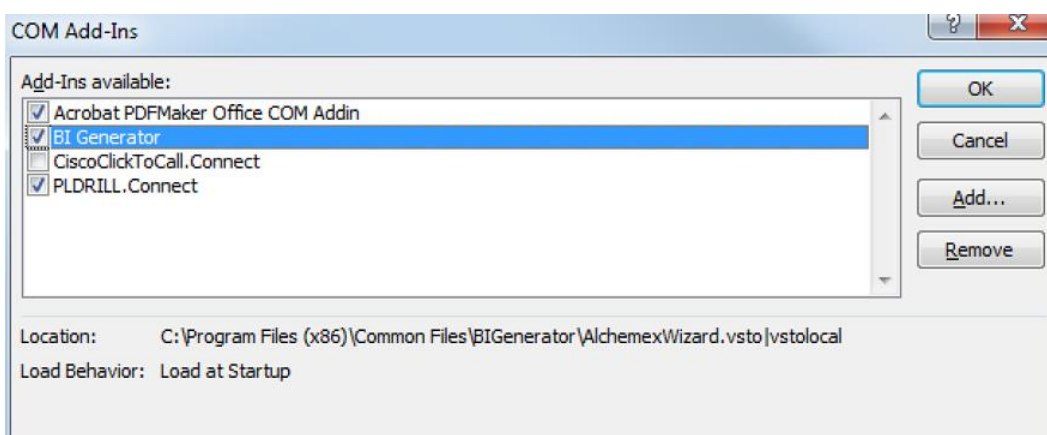 COM Add-Ins
Add-Ins available:
Acrobat PDFMaker Office COM Addin
BI Generator
CiscoClickToCall.Connect
PLDRILL.Connect
OK
Cancel
Add...
Remove
Location: C:\Program Files (x86)\Common Files\BIGenerator\AlchemexWizard.vsto|vstolocal
Load Behavior: Load at Startup